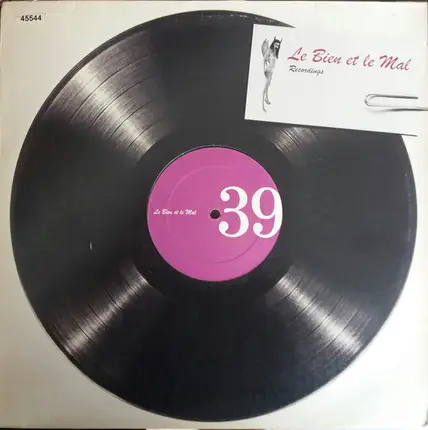 45544
Le Bien et le Mal
Recordings
Le Bien et le Mal
39